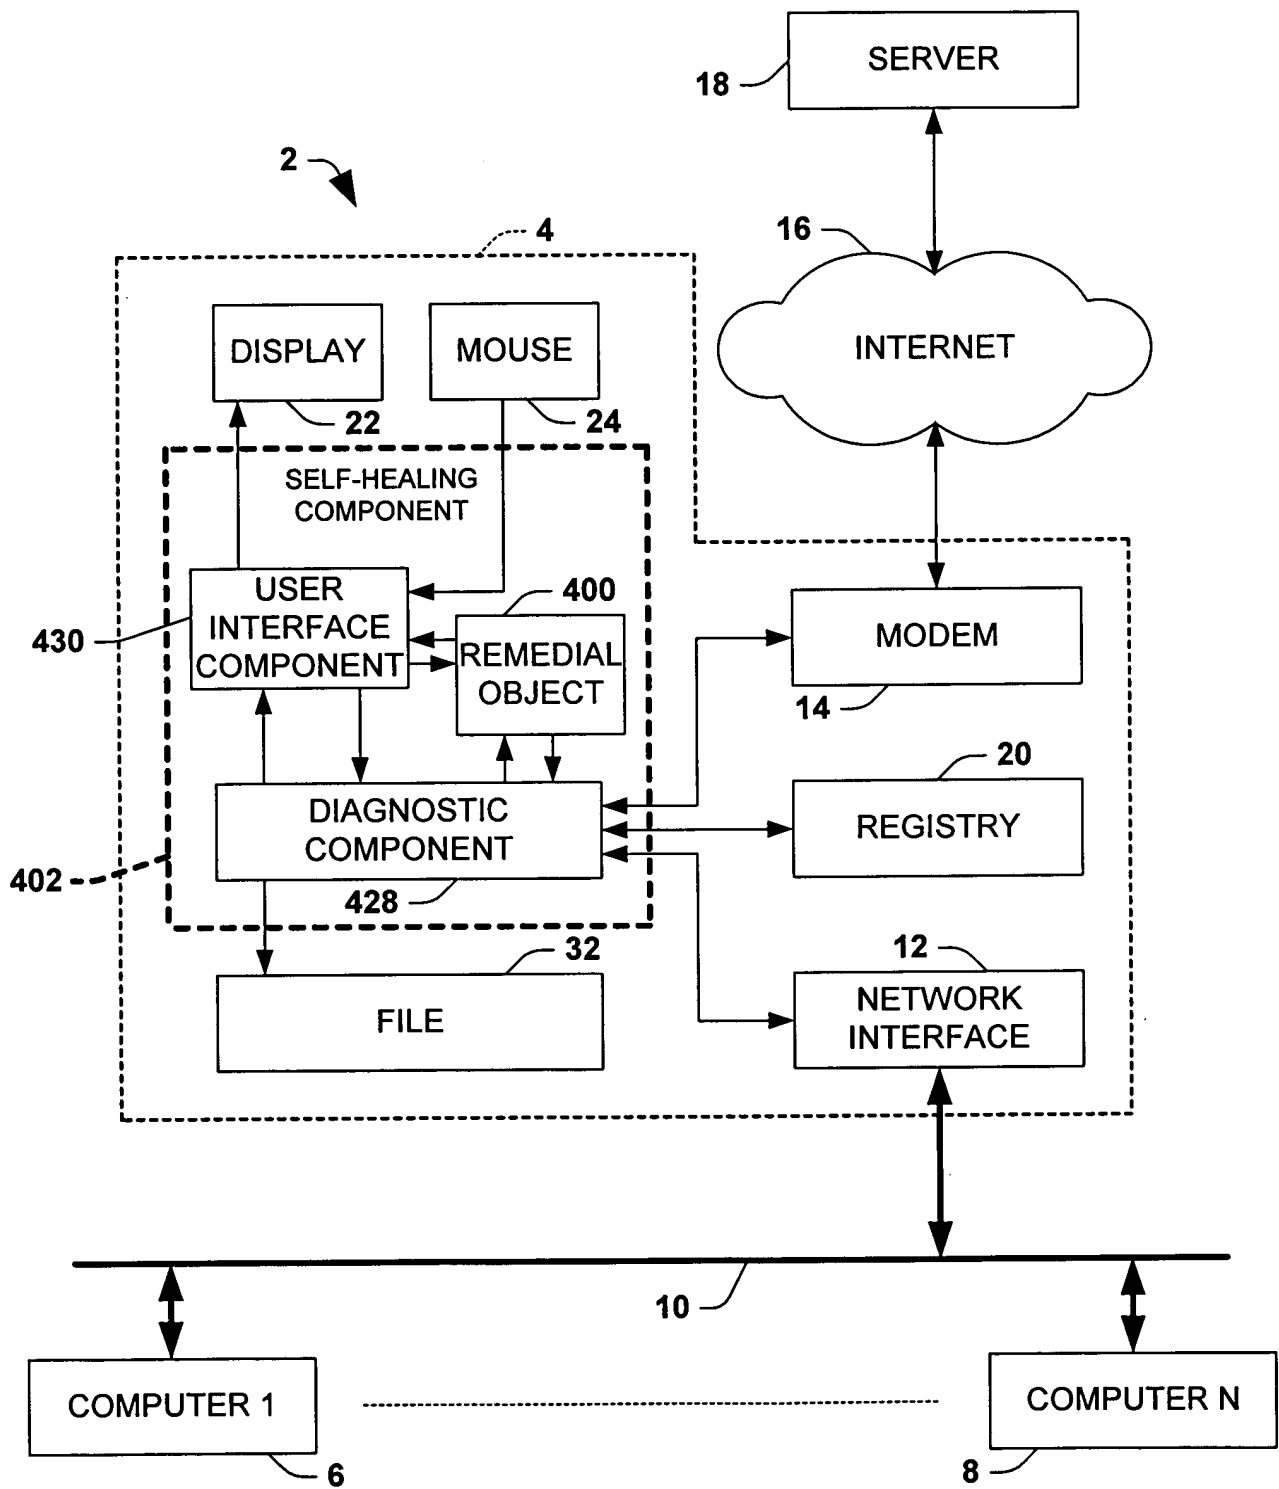 SERVER
18
2
16
4
INTERNET
DISPLAY
MOUSE
22
24
SELF-HEALING
COMPONENT
USER
INTERFACE
COMPONENT
430
400
REMEDIAL
OBJECT
MODEM
14
20
DIAGNOSTIC
COMPONENT
REGISTRY
402
428
32
12
FILE
NETWORK
INTERFACE
10
COMPUTER 1
COMPUTER N
6
8